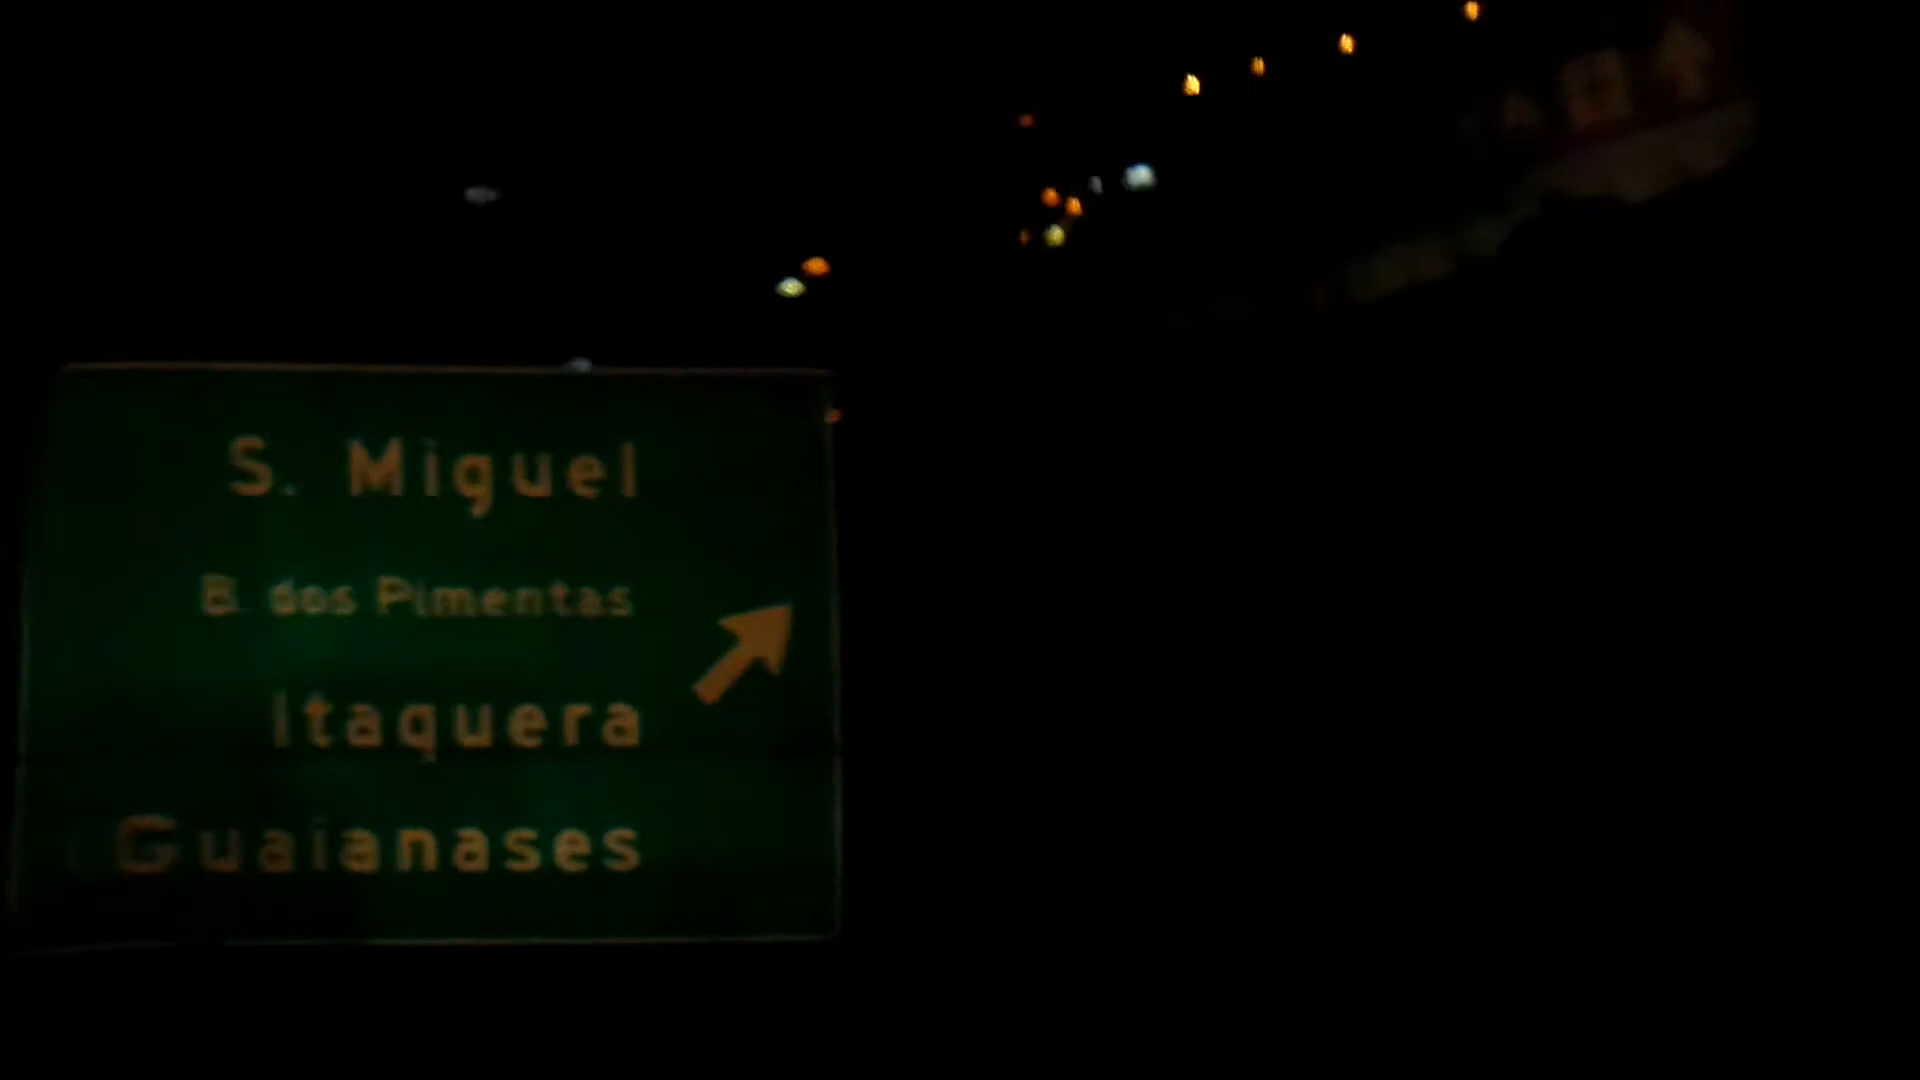 S. Miguel
B. dos Pimentas
Itaquera
Guaianases